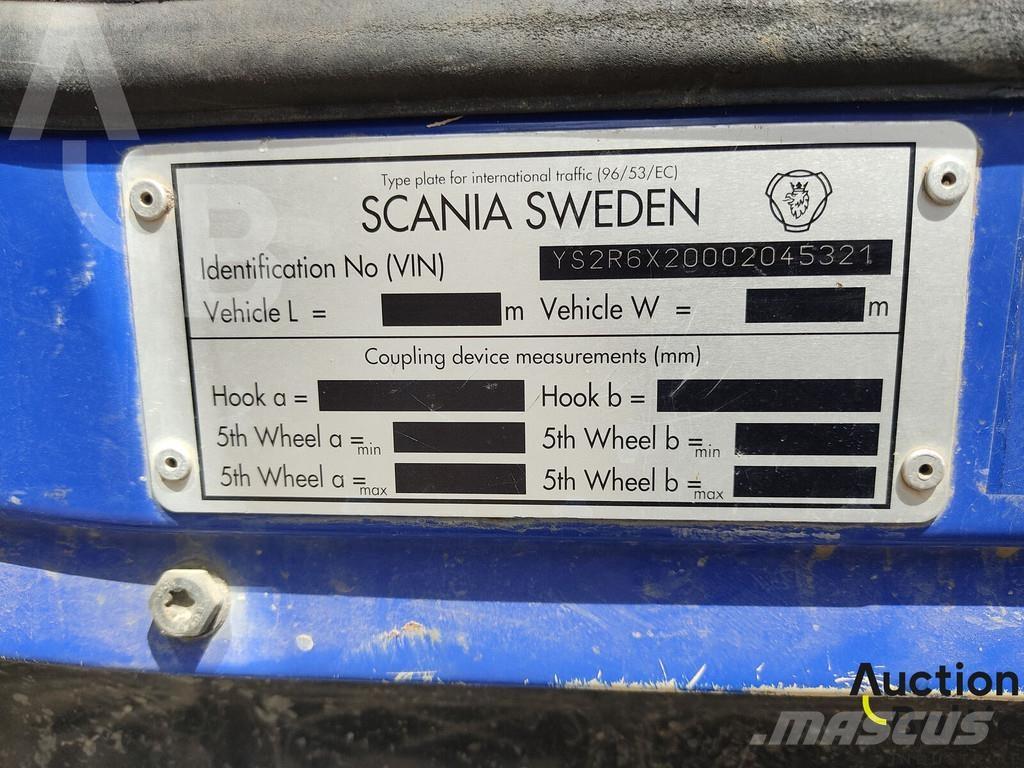 Type plate for international traffic (96/53/EC)
SCANIA SWEDEN
Identification No (VIN) YS2R6X20002045321
Vehicle L = m Vehicle W = m
Coupling device measurements (mm)
Hook a = Hook b =
5th Wheel a =min 5th Wheel b =min
5th Wheel a =max 5th Wheel b =max
Auction
MASCUS